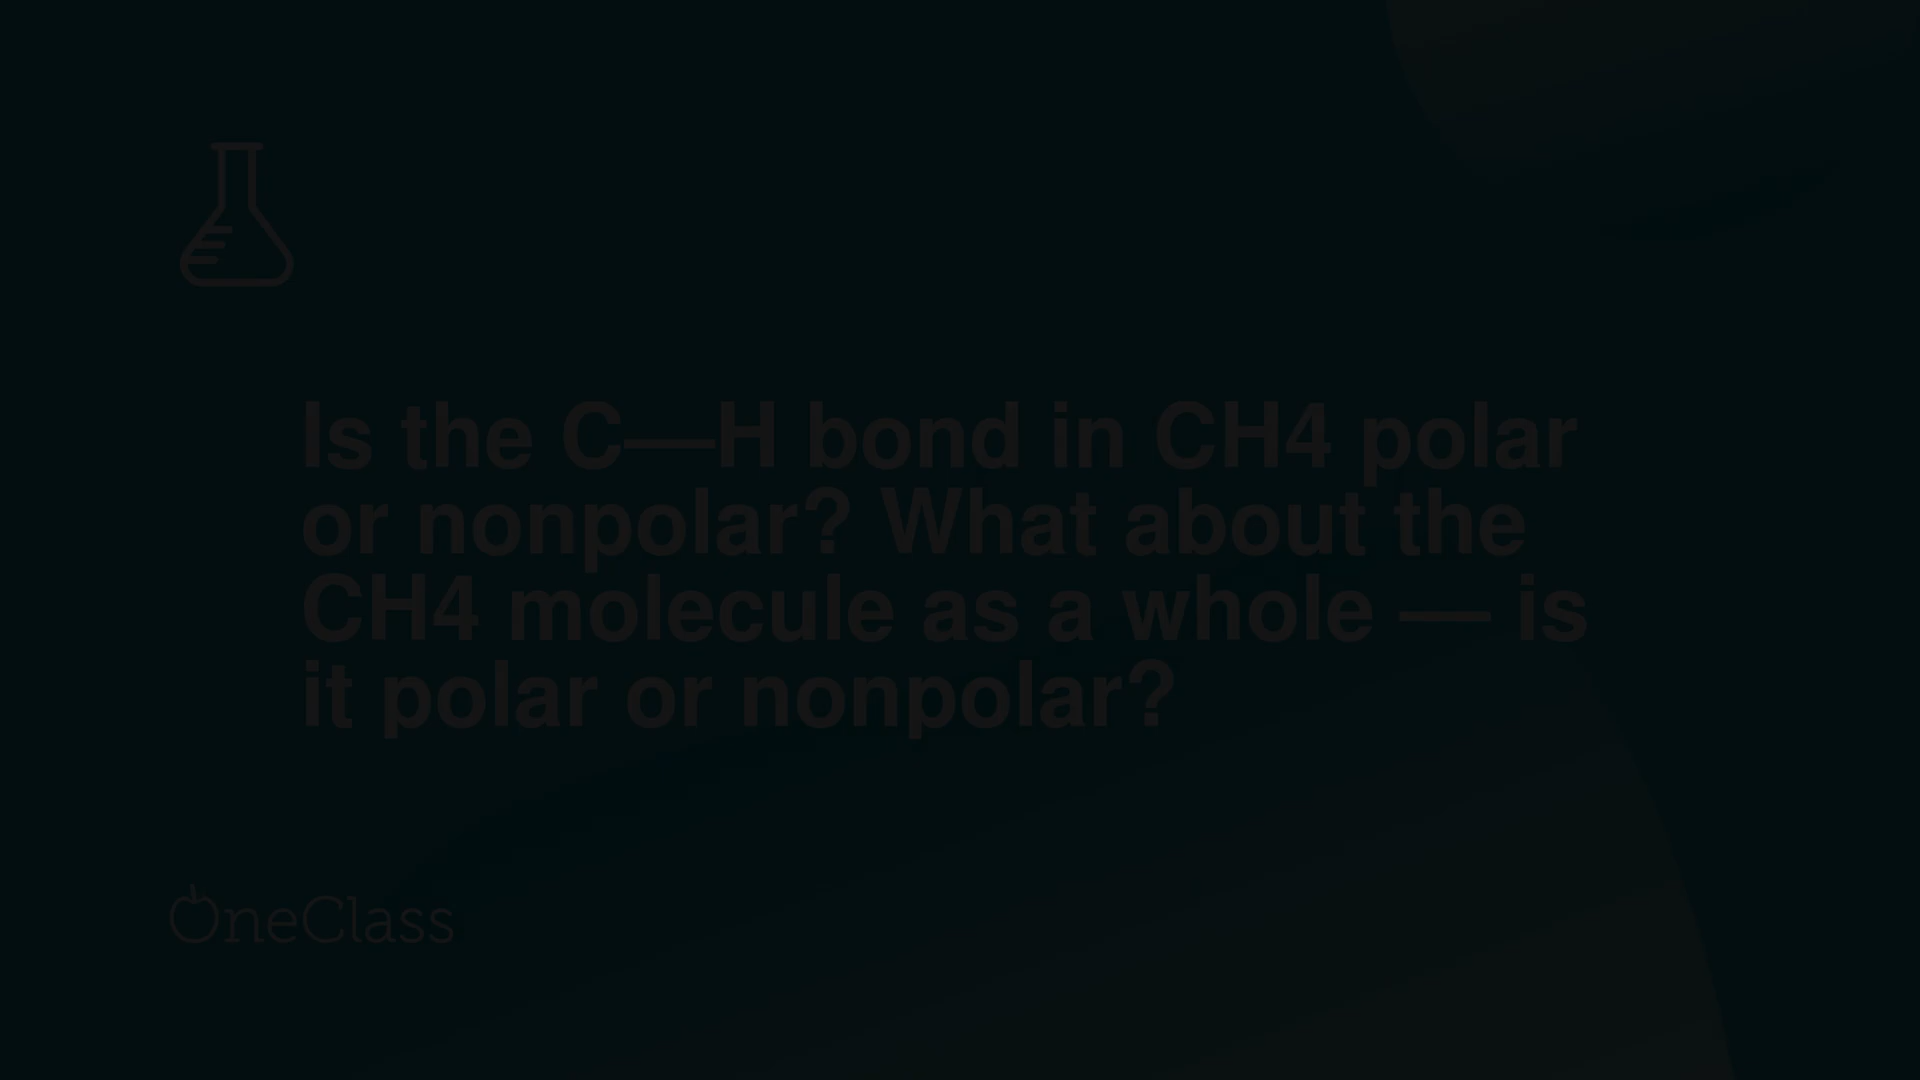 Is the C—H bond in CH4 polar
or nonpolar? What about the
CH4 molecule as a whole — is
it polar or nonpolar?
OneClass